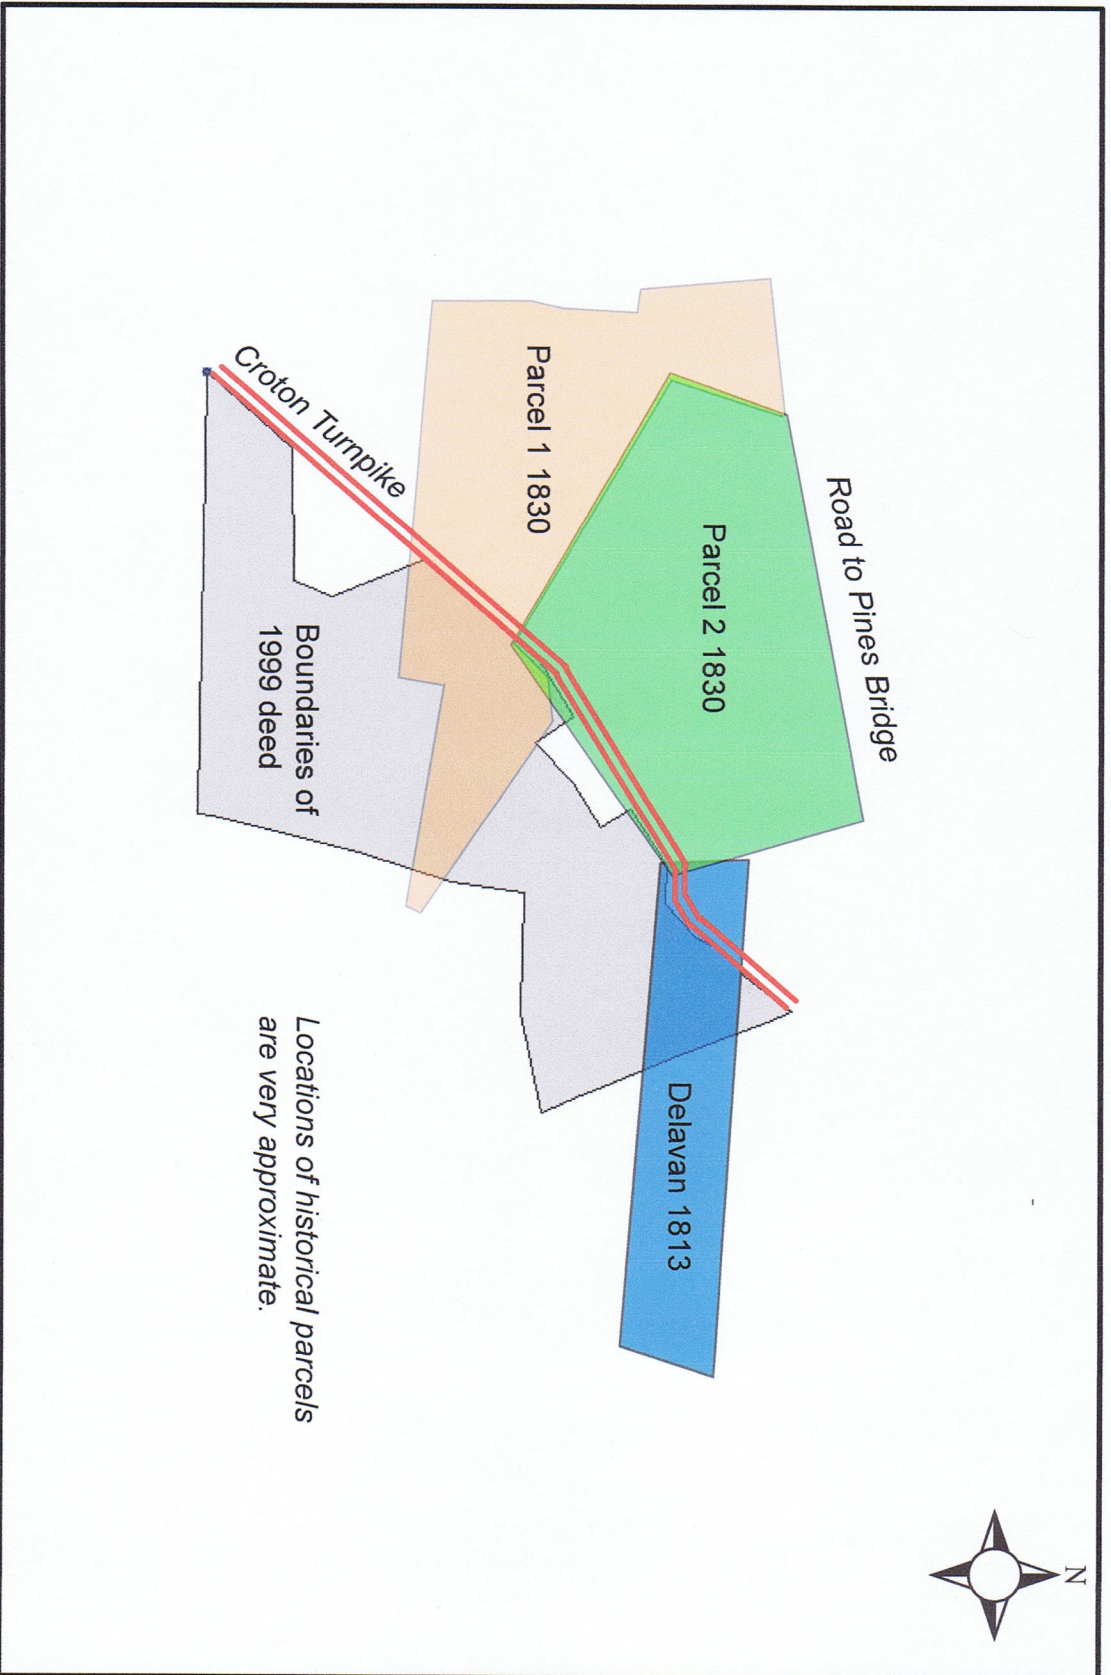 N
Road to Pines Bridge
Parcel 2 1830
Delavan 1813
Parcel 1 1830
Croton Turnpike
Boundaries of
1999 deed
Locations of historical parcels
are very approximate.